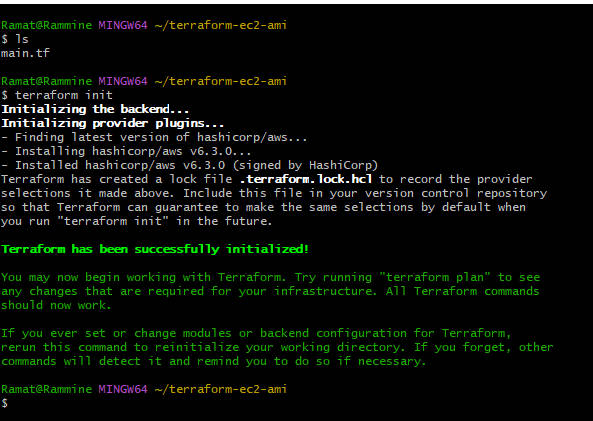 Ramat@Rammine MINGW64 ~/terraform-ec2-ami
$ ls
main.tf
Ramat@Rammine MINGW64 ~/terraform-ec2-ami
$ terraform init
Initializing the backend...
Initializing provider plugins...
- Finding latest version of hashicorp/aws...
- Installing hashicorp/aws v6.3.0...
- Installed hashicorp/aws v6.3.0 (signed by HashiCorp)
Terraform has created a lock file .terraform.lock.hcl to record the provider
selections it made above. Include this file in your version control repository
so that Terraform can guarantee to make the same selections by default when
you run "terraform init" in the future.
Terraform has been successfully initialized!
You may now begin working with Terraform. Try running "terraform plan" to see
any changes that are required for your infrastructure. All Terraform commands
should now work.
If you ever set or change modules or backend configuration for Terraform,
rerun this command to reinitialize your working directory. If you forget, other
commands will detect it and remind you to do so if necessary.
Ramat@Rammine MINGW64 ~/terraform-ec2-ami
$